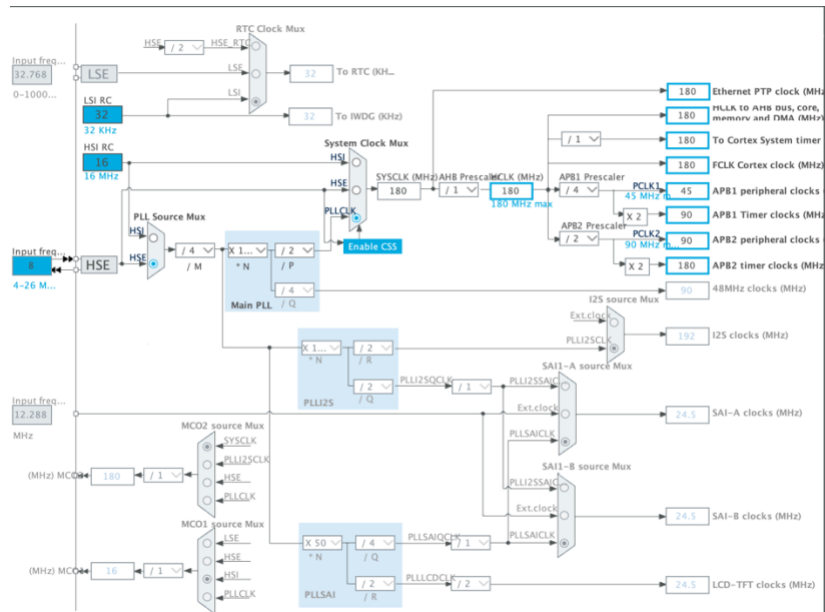 RTC Clock Mux
HSE
/ 2
HSE_RTC
Input freq...
32.768
0-1000...
LSE
LSE
32
To RTC (KH...
LSI
LSI RC
32
32 KHz
32
To IWDG (KHz)
HSI RC
16
16 MHz
System Clock Mux
HSI
HSE
PLLCLK
Enable CSS
SYSCLK (MHz)
180
AHB Prescaler
/ 1
HCLK (MHz)
180
180 MHz max
180
Ethernet PTP clock (MHz
180
HCLK to AHB bus, core,
memory and DMA (MHz)
/ 1
180
To Cortex System timer
180
FCLK Cortex clock (MHz
APB1 Prescaler
/ 4
PCLK1
45 MHz m
45
APB1 peripheral clocks
X 2
90
APB1 Timer clocks (MHz
APB2 Prescaler
/ 2
PCLK2
90 MHz m...
90
APB2 peripheral clocks
X 2
180
APB2 timer clocks (MHz
PLL Source Mux
HSI
HSE
Input freq...
8
4-26 M...
HSE
/ 4
/ M
X 1...
* N
/ 2
/ P
/ 4
/ Q
Main PLL
90
48MHz clocks (MHz)
I2S source Mux
Ext.clock
PLLI2SCLK
192
I2S clocks (MHz)
X 1...
* N
/ 2
/ R
/ 2
/ Q
PLLI2S
PLLI2SQCLK
/ 1
SAI1-A source Mux
PLLI2SSAIC
Ext.clock
PLLSAICLK
24.5
SAI-A clocks (MHz)
Input freq...
12.288
MHz
MCO2 source Mux
SYSCLK
PLLI2SCLK
HSE
PLLCLK
(MHz) MCO2
180
/ 1
SAI1-B source Mux
PLLI2SSAIC
Ext.clock
PLLSAICLK
24.5
SAI-B clocks (MHz)
MCO1 source Mux
LSE
HSE
HSI
PLLCLK
(MHz) MCO1
16
/ 1
X 50
* N
/ 4
/ Q
/ 2
/ R
PLLSAI
PLLSAIQCLK
/ 1
PLLLCDCLK
/ 2
24.5
LCD-TFT clocks (MHz)